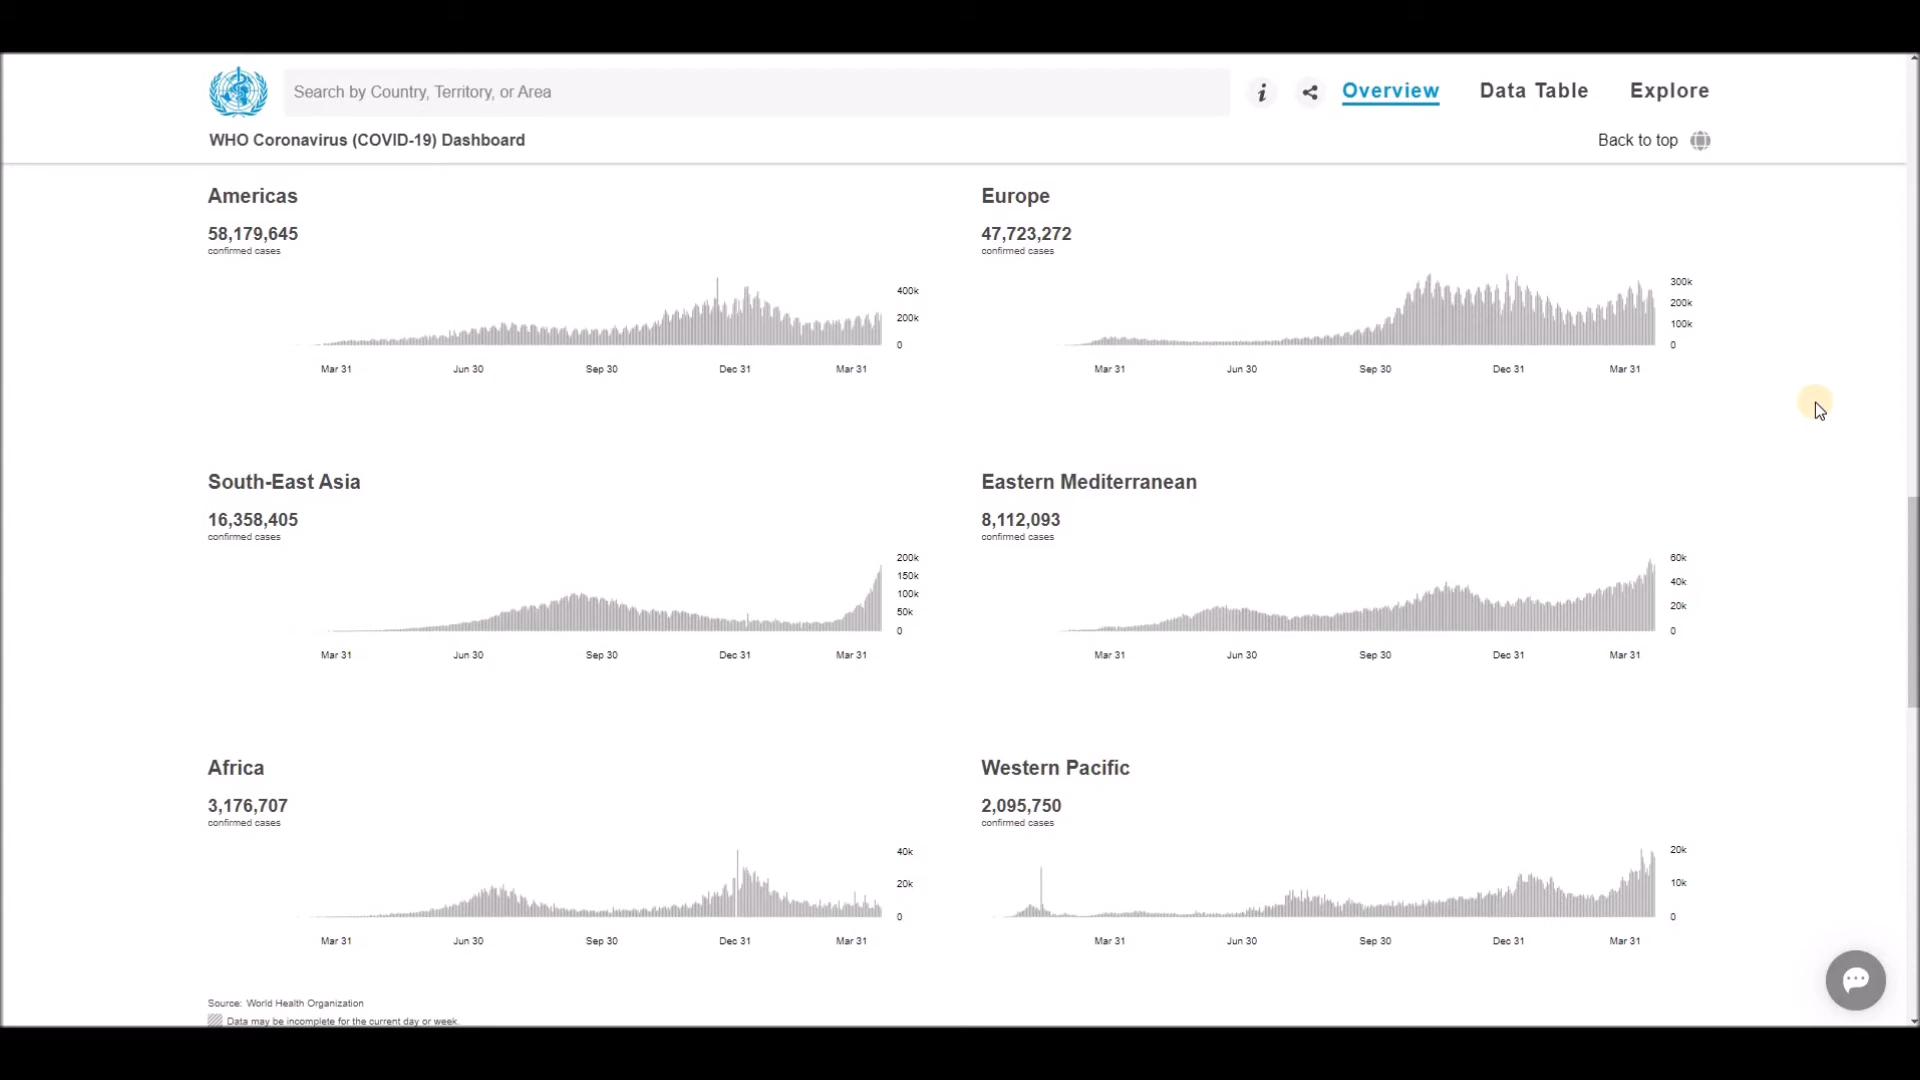 Search by Country, Territory, or Area
i
Overview
Data Table
Explore
WHO Coronavirus (COVID-19) Dashboard
Back to top
Americas
58,179,645
confirmed cases
400k
200k
0
Mar 31 Jun 30 Sep 30 Dec 31 Mar 31
Europe
47,723,272
confirmed cases
300k
200k
100k
0
Mar 31 Jun 30 Sep 30 Dec 31 Mar 31
South-East Asia
16,358,405
confirmed cases
200k
150k
100k
50k
0
Mar 31 Jun 30 Sep 30 Dec 31 Mar 31
Eastern Mediterranean
8,112,093
confirmed cases
60k
40k
20k
0
Mar 31 Jun 30 Sep 30 Dec 31 Mar 31
Africa
3,176,707
confirmed cases
40k
20k
0
Mar 31 Jun 30 Sep 30 Dec 31 Mar 31
Western Pacific
2,095,750
confirmed cases
20k
10k
0
Mar 31 Jun 30 Sep 30 Dec 31 Mar 31
Source: World Health Organization
Data may be incomplete for the current day or week.